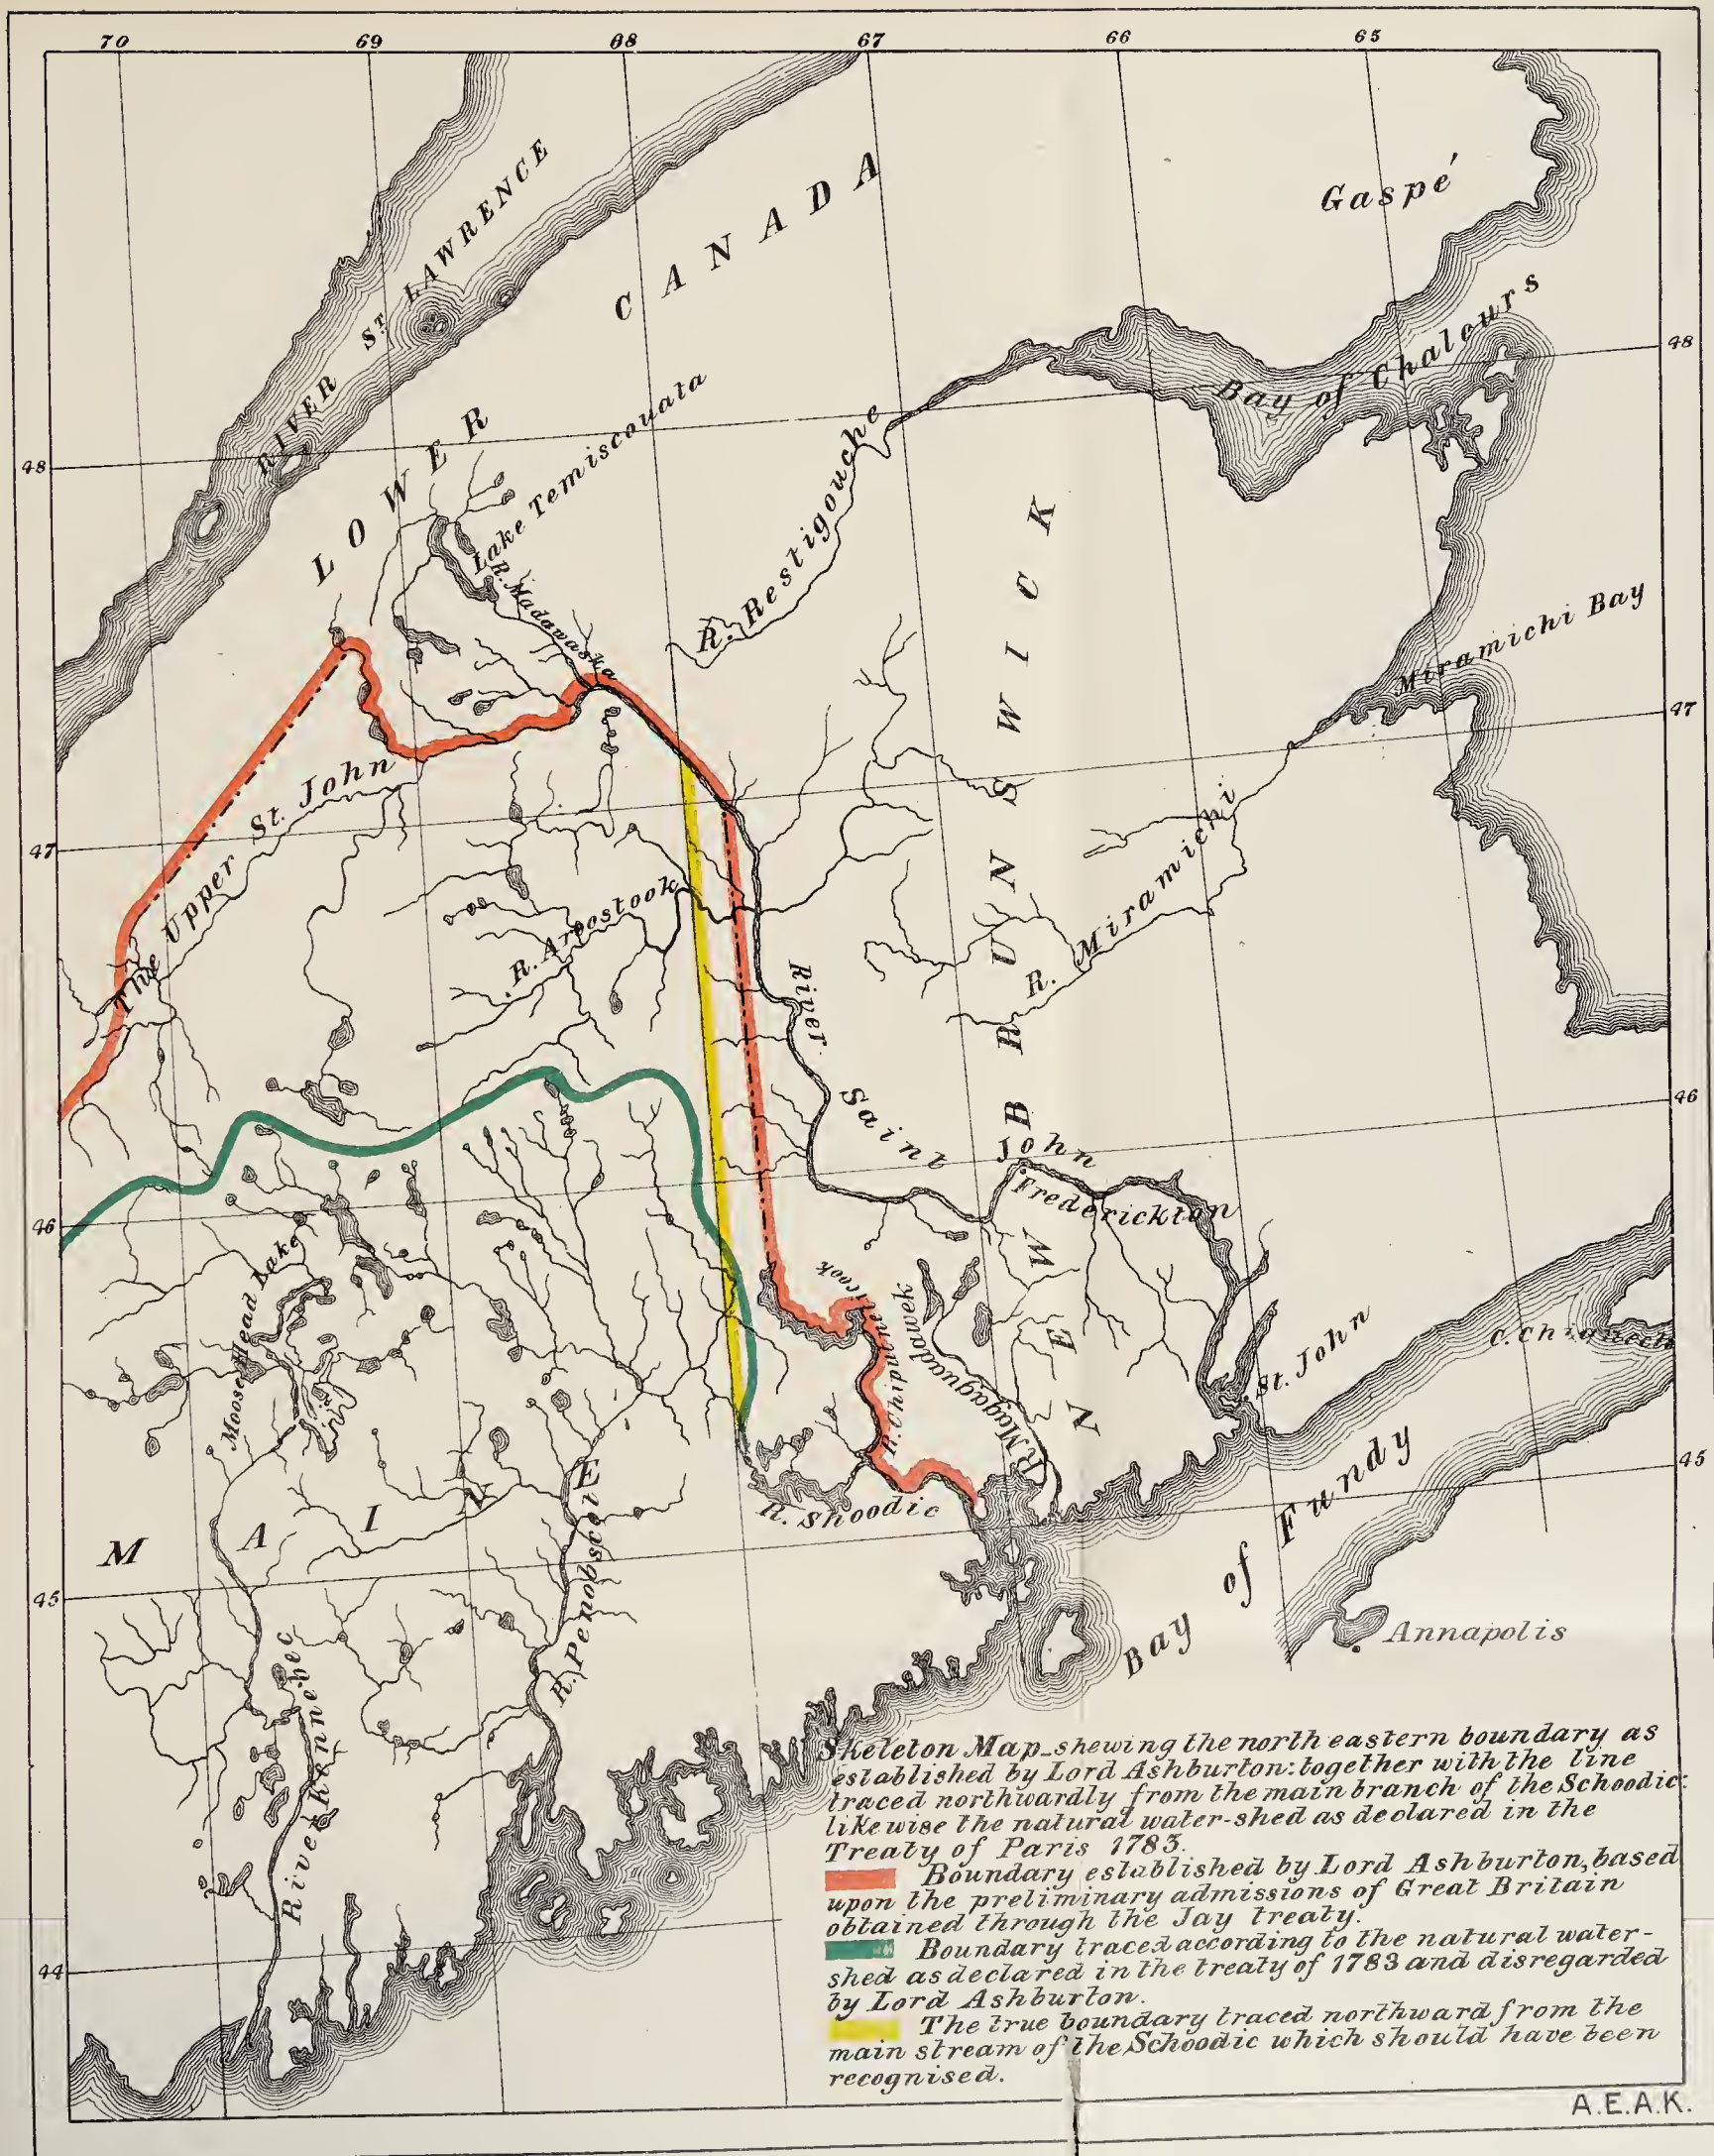 70 69 68 67 66 65
RIVER ST. LAWRENCE
LOWER CANADA
Gaspé
Bay of Chaleurs
48
48
Lake Temiscouata
R. Madawaska
R. Restigouche
Miramichi Bay
47
47
The Upper St. John
R. Aroostook
R. Miramichi
NEW BRUNSWICK
River Saint John
46
46
Frederickton
Moose Head Lake
R. Chiputneticook
R. Magaguadawek
St. John
C. Chignecto
45
45
MAINE
R. Shoodic
Bay of Fundy
R. Penobscot
Annapolis
River Kennebec
44
Skeleton Map_shewing the north eastern boundary as
established by Lord Ashburton: together with the line
traced northwardly from the main branch of the Schoodic:
likewise the natural water-shed as declared in the
Treaty of Paris 1783.
Boundary established by Lord Ashburton, based
upon the preliminary admissions of Great Britain
obtained through the Jay treaty.
Boundary traced according to the natural water-
shed as declared in the treaty of 1783 and disregarded
by Lord Ashburton.
The true boundary traced northward from the
main stream of the Schoodic which should have been
recognised.
A.E.A.K.